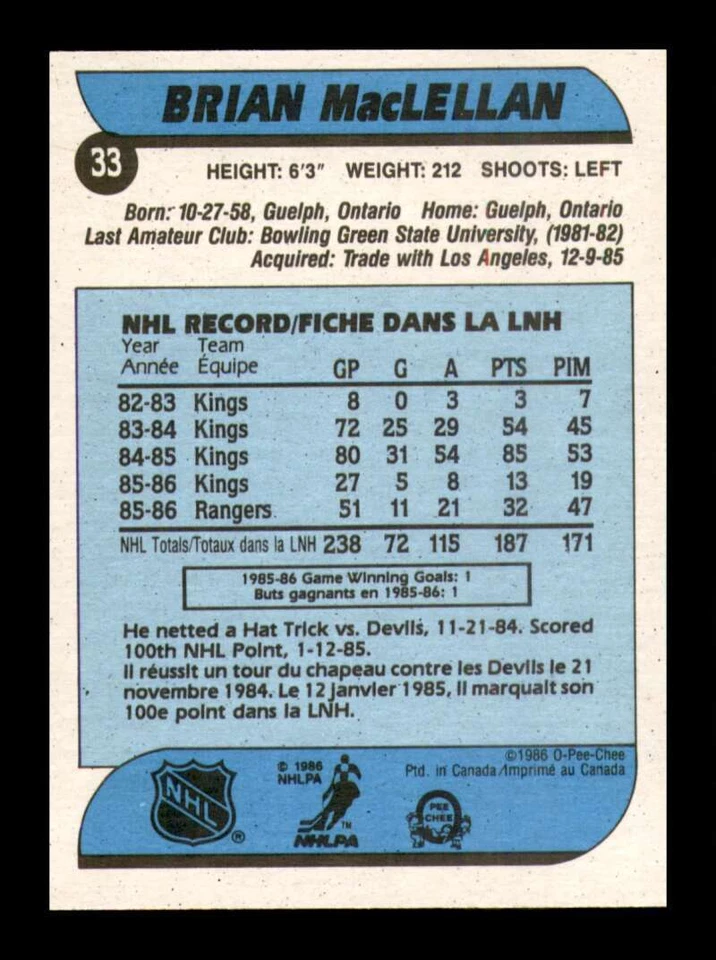 BRIAN MacLELLAN
33
HEIGHT: 6'3" WEIGHT: 212 SHOOTS: LEFT
Born: 10-27-58, Guelph, Ontario Home: Guelph, Ontario
Last Amateur Club: Bowling Green State University, (1981-82)
Acquired: Trade with Los Angeles, 12-9-85
NHL RECORD/FICHE DANS LA LNH
Year Team
Année Équipe GP G A PTS PIM
82-83 Kings 8 0 3 3 7
83-84 Kings 72 25 29 54 45
84-85 Kings 80 31 54 85 53
85-86 Kings 27 5 8 13 19
85-86 Rangers 51 11 21 32 47
NHL Totals/Totaux dans la LNH 238 72 115 187 171
1985-86 Game Winning Goals: 1
Buts gagnants en 1985-86: 1
He netted a Hat Trick vs. Devils, 11-21-84. Scored
100th NHL Point, 1-12-85.
Il réussit un tour du chapeau contre les Devils le 21
novembre 1984. Le 12 janvier 1985, il marquait son
100e point dans la LNH.
©1986 O-Pee-Chee
Ptd. in Canada/Imprimé au Canada
© 1986
NHLPA
NHL
®
NHLPA
TM
O
PEE
CHEE